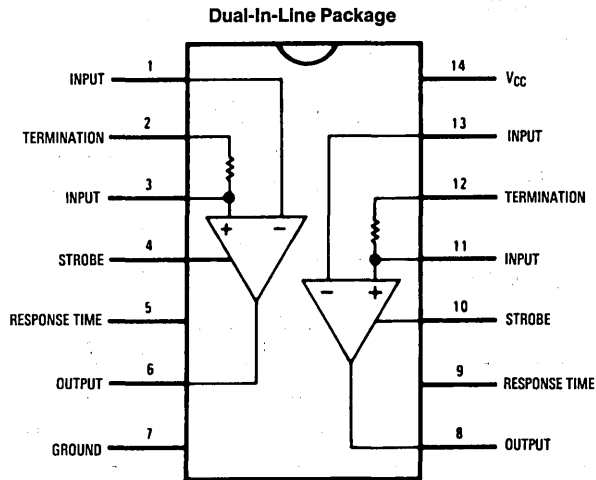 Dual-In-Line Package
INPUT 1
TERMINATION 2
INPUT 3
STROBE 4
RESPONSE TIME 5
OUTPUT 6
GROUND 7
14 VCC
13 INPUT
12 TERMINATION
11 INPUT
10 STROBE
9 RESPONSE TIME
8 OUTPUT
+ −
− +